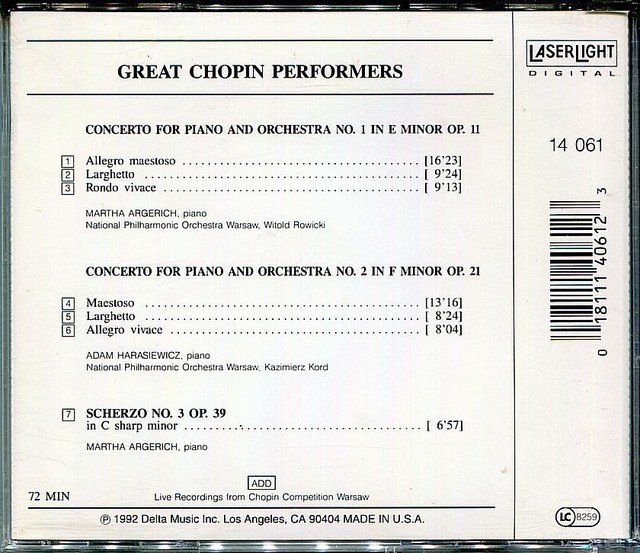 GREAT CHOPIN PERFORMERS
CONCERTO FOR PIANO AND ORCHESTRA NO. 1 IN E MINOR OP. 11
1 Allegro maestoso [16'23]
2 Larghetto [ 9'24]
3 Rondo vivace [ 9'13]
MARTHA ARGERICH, piano
National Philharmonic Orchestra Warsaw, Witold Rowicki
CONCERTO FOR PIANO AND ORCHESTRA NO. 2 IN F MINOR OP. 21
4 Maestoso [13'16]
5 Larghetto [ 8'24]
6 Allegro vivace [ 8'04]
ADAM HARASIEWICZ, piano
National Philharmonic Orchestra Warsaw, Kazimierz Kord
7 SCHERZO NO. 3 OP. 39
in C sharp minor [ 6'57]
MARTHA ARGERICH, piano
ADD
72 MIN
Live Recordings from Chopin Competition Warsaw
℗ 1992 Delta Music Inc. Los Angeles, CA 90404 MADE IN U.S.A.
LASERLIGHT
DIGITAL
14 061
0 18111 40612 3
LC 8259